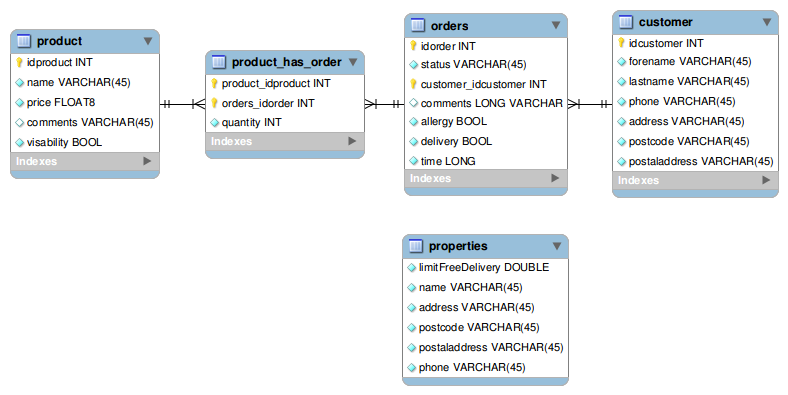 product
idproduct INT
name VARCHAR(45)
price FLOAT8
comments VARCHAR(45)
visability BOOL
Indexes
product_has_order
product_idproduct INT
orders_idorder INT
quantity INT
Indexes
orders
idorder INT
status VARCHAR(45)
customer_idcustomer INT
comments LONG VARCHAR
allergy BOOL
delivery BOOL
time LONG
Indexes
customer
idcustomer INT
forename VARCHAR(45)
lastname VARCHAR(45)
phone VARCHAR(45)
address VARCHAR(45)
postcode VARCHAR(45)
postaladdress VARCHAR(45)
Indexes
properties
limitFreeDelivery DOUBLE
name VARCHAR(45)
address VARCHAR(45)
postcode VARCHAR(45)
postaladdress VARCHAR(45)
phone VARCHAR(45)